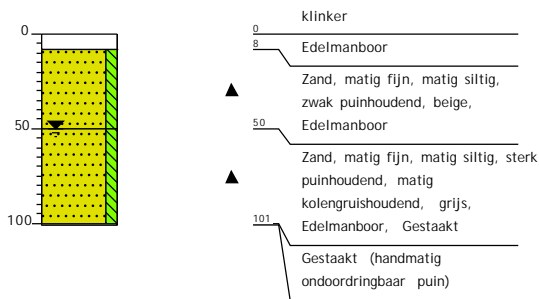 klinker
0
0
8
Edelmanboor
Zand, matig fijn, matig siltig,
zwak puinhoudend, beige,
50
50
Edelmanboor
Zand, matig fijn, matig siltig, sterk
puinhoudend, matig
kolengruishoudend, grijs,
100
101
Edelmanboor, Gestaakt
Gestaakt (handmatig
ondoordringbaar puin)